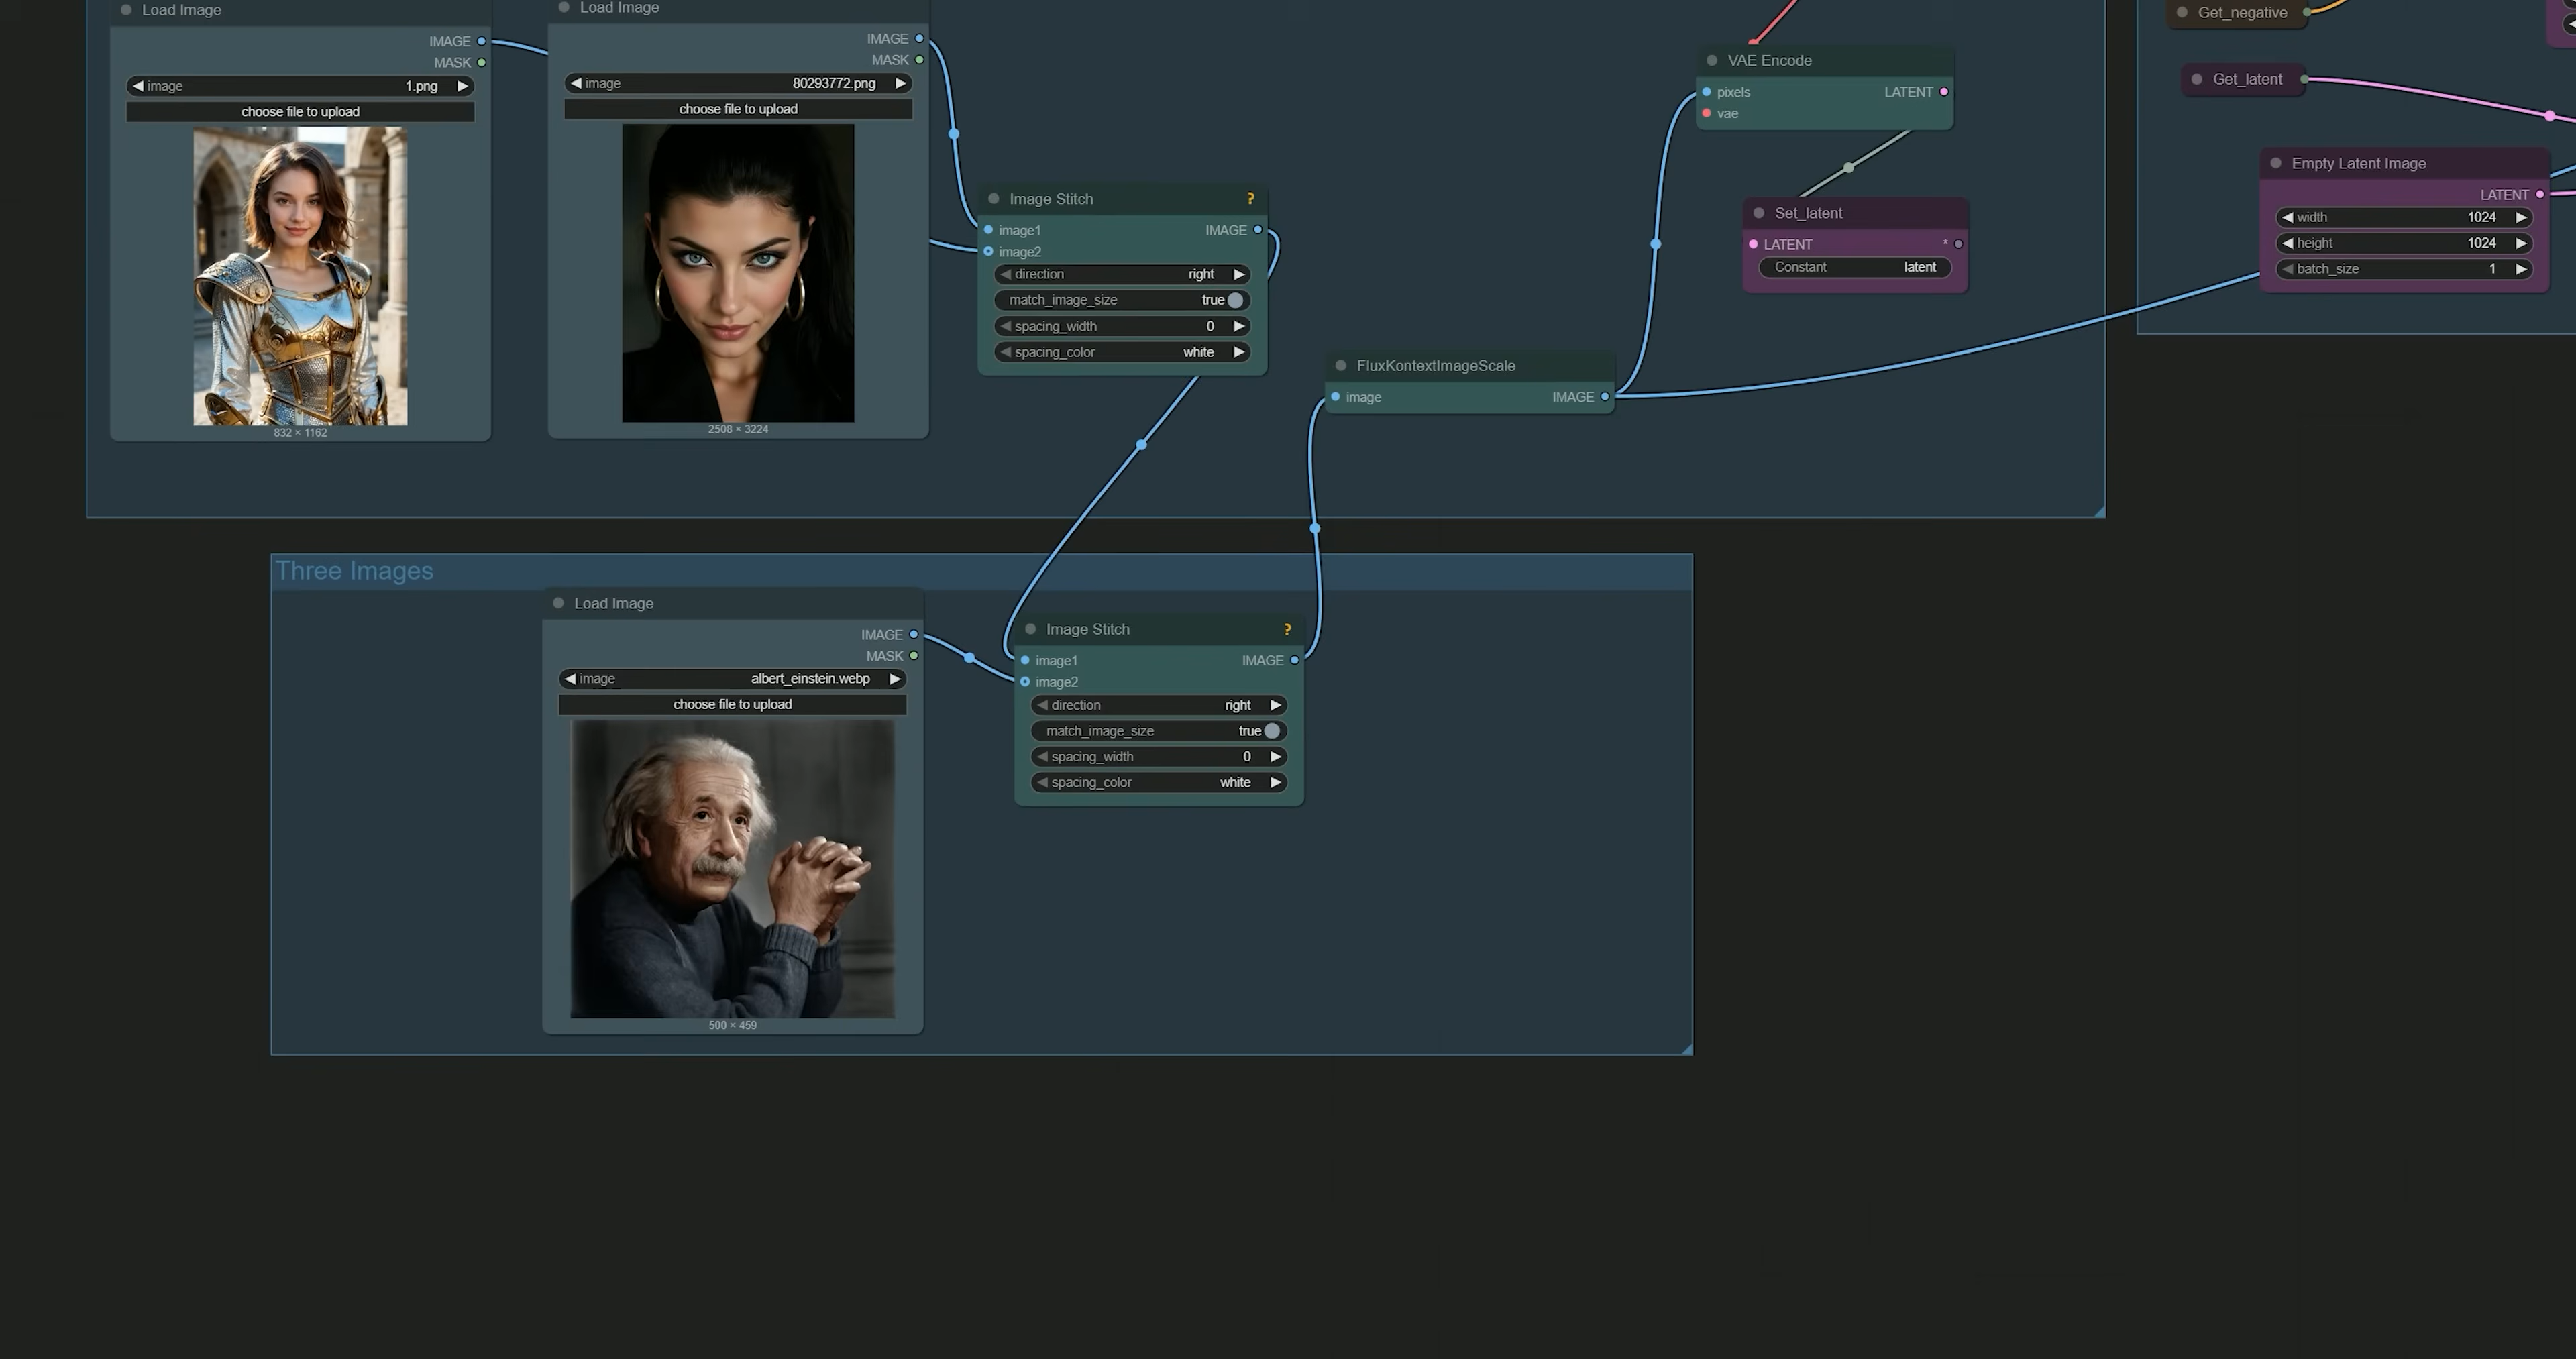 Load Image
IMAGE
MASK
image 1.png
choose file to upload
832 × 1162
Load Image
IMAGE
MASK
image 80293772.png
choose file to upload
2508 × 3224
Image Stitch ?
image1 IMAGE
image2
direction right
match_image_size true
spacing_width 0
spacing_color white
FluxKontextImageScale
image IMAGE
VAE Encode
pixels LATENT
vae
Set_latent
LATENT *
Constant latent
Get_negative
Get_latent
Empty Latent Image
LATENT
width 1024
height 1024
batch_size 1
Three Images
Load Image
IMAGE
MASK
image albert_einstein.webp
choose file to upload
500 × 459
Image Stitch ?
image1 IMAGE
image2
direction right
match_image_size true
spacing_width 0
spacing_color white